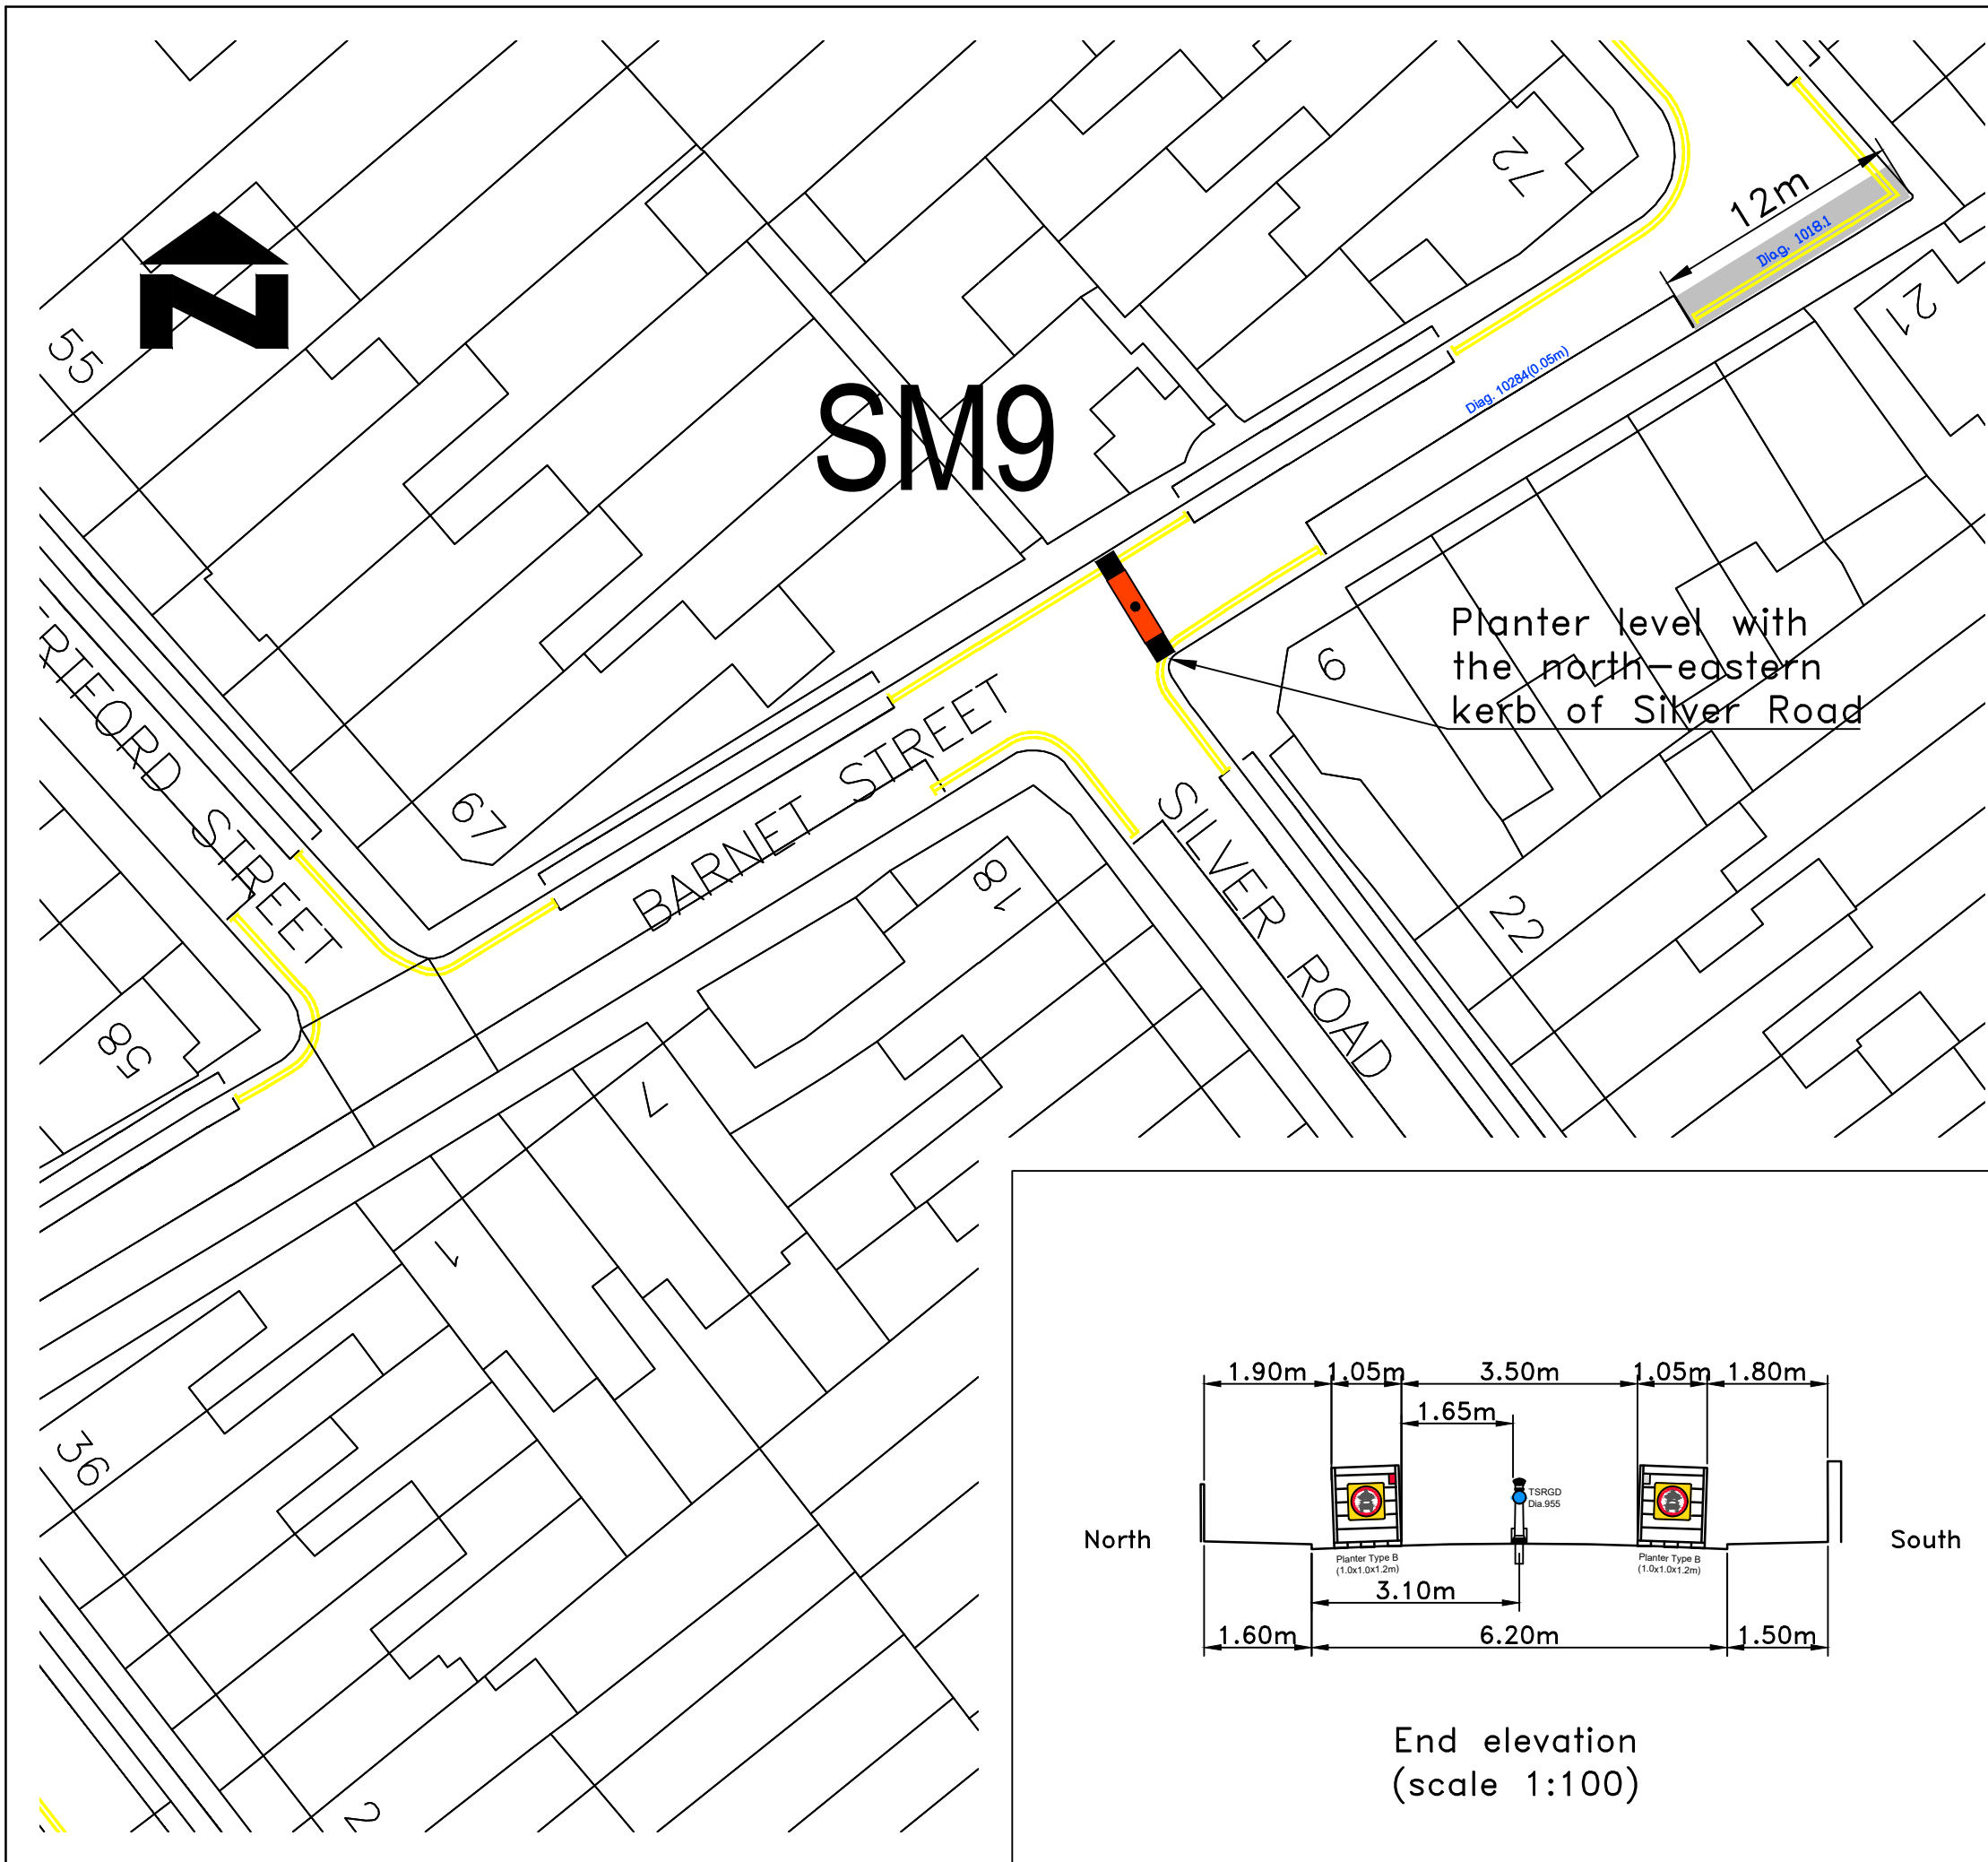 N
55
SM9
72
12m
Diag. 1018.1
21
Diag. 10284(0.05m)
Planter level with
the north-eastern
kerb of Silver Road
6
67
RTFORD STREET
BARNET STREET
SILVER ROAD
18
22
58
7
1
36
2
1.90m
1.05m
3.50m
1.05m
1.80m
1.65m
TSRGD
Dia.955
North
South
Planter Type B
(1.0x1.0x1.2m)
Planter Type B
(1.0x1.0x1.2m)
3.10m
1.60m
6.20m
1.50m
End elevation
(scale 1:100)